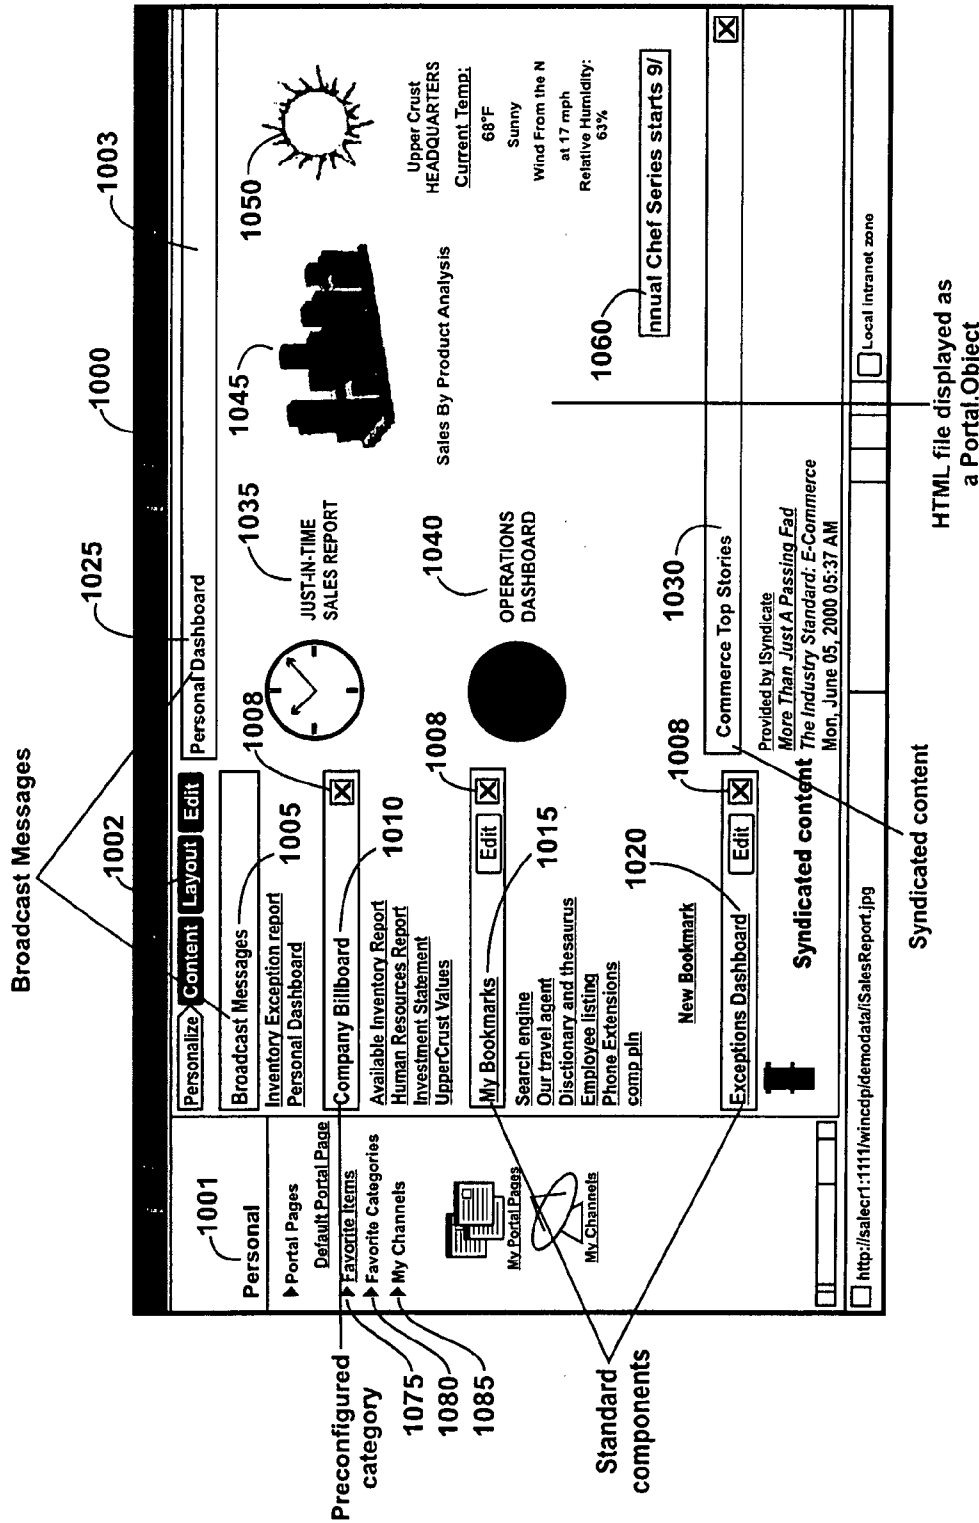 Broadcast Messages
1000
1002
1025
1003
Personal
1001
Portal Pages
Default Portal Page
Favorite Items
Favorite Categories
My Channels
My Portal Pages
My Channels
Preconfigured
category
1075
1080
1085
Standard
components
Personalize
Content
Layout
Edit
Broadcast Messages
1005
Inventory Exception report
Personal Dashboard
1008
Company Billboard
1010
Available Inventory Report
Human Resources Report
Investment Statement
UpperCrust Values
1008
My Bookmarks
Edit
1015
Search engine
Our travel agent
Disctionary and thesaurus
Employee listing
Phone Extensions
comp pln
New Bookmark
1020
1008
Exceptions Dashboard
Edit
Syndicated content
Personal Dashboard
1035
JUST-IN-TIME
SALES REPORT
1040
OPERATIONS
DASHBOARD
1045
Sales By Product Analysis
1050
Upper Crust
HEADQUARTERS
Current Temp:
68°F
Sunny
Wind From the N
at 17 mph
Relative Humidity:
63%
1060
nnual Chef Series starts 9/
1030
Commerce Top Stories
Provided by ISyndicate
More Than Just A Passing Fad
The Industry Standard: E-Commerce
Mon, June 05, 2000 05:37 AM
http://salecr1:1111/wincdp/demodata/iSalesReport.jpg
Local intranet zone
Syndicated content
HTML file displayed as
a Portal.Object